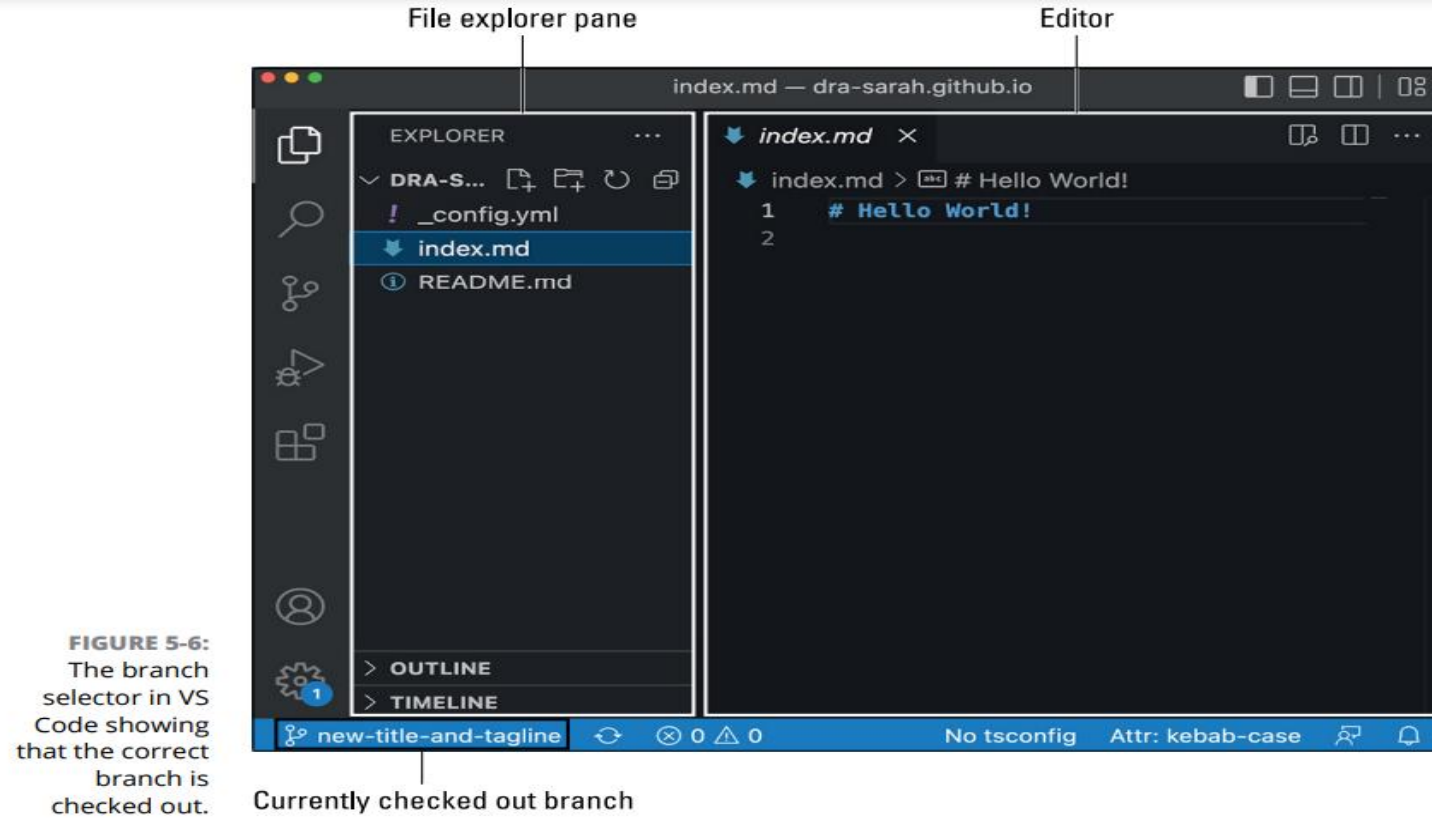 File explorer pane
Editor
index.md — dra-sarah.github.io
EXPLORER ...
index.md
DRA-S...
index.md > abc # Hello World!
! _config.yml
1 # Hello World!
index.md
2
README.md
FIGURE 5-6:
The branch
selector in VS
Code showing
that the correct
branch is
checked out.
1
> OUTLINE
> TIMELINE
new-title-and-tagline 0 0 No tsconfig Attr: kebab-case
Currently checked out branch